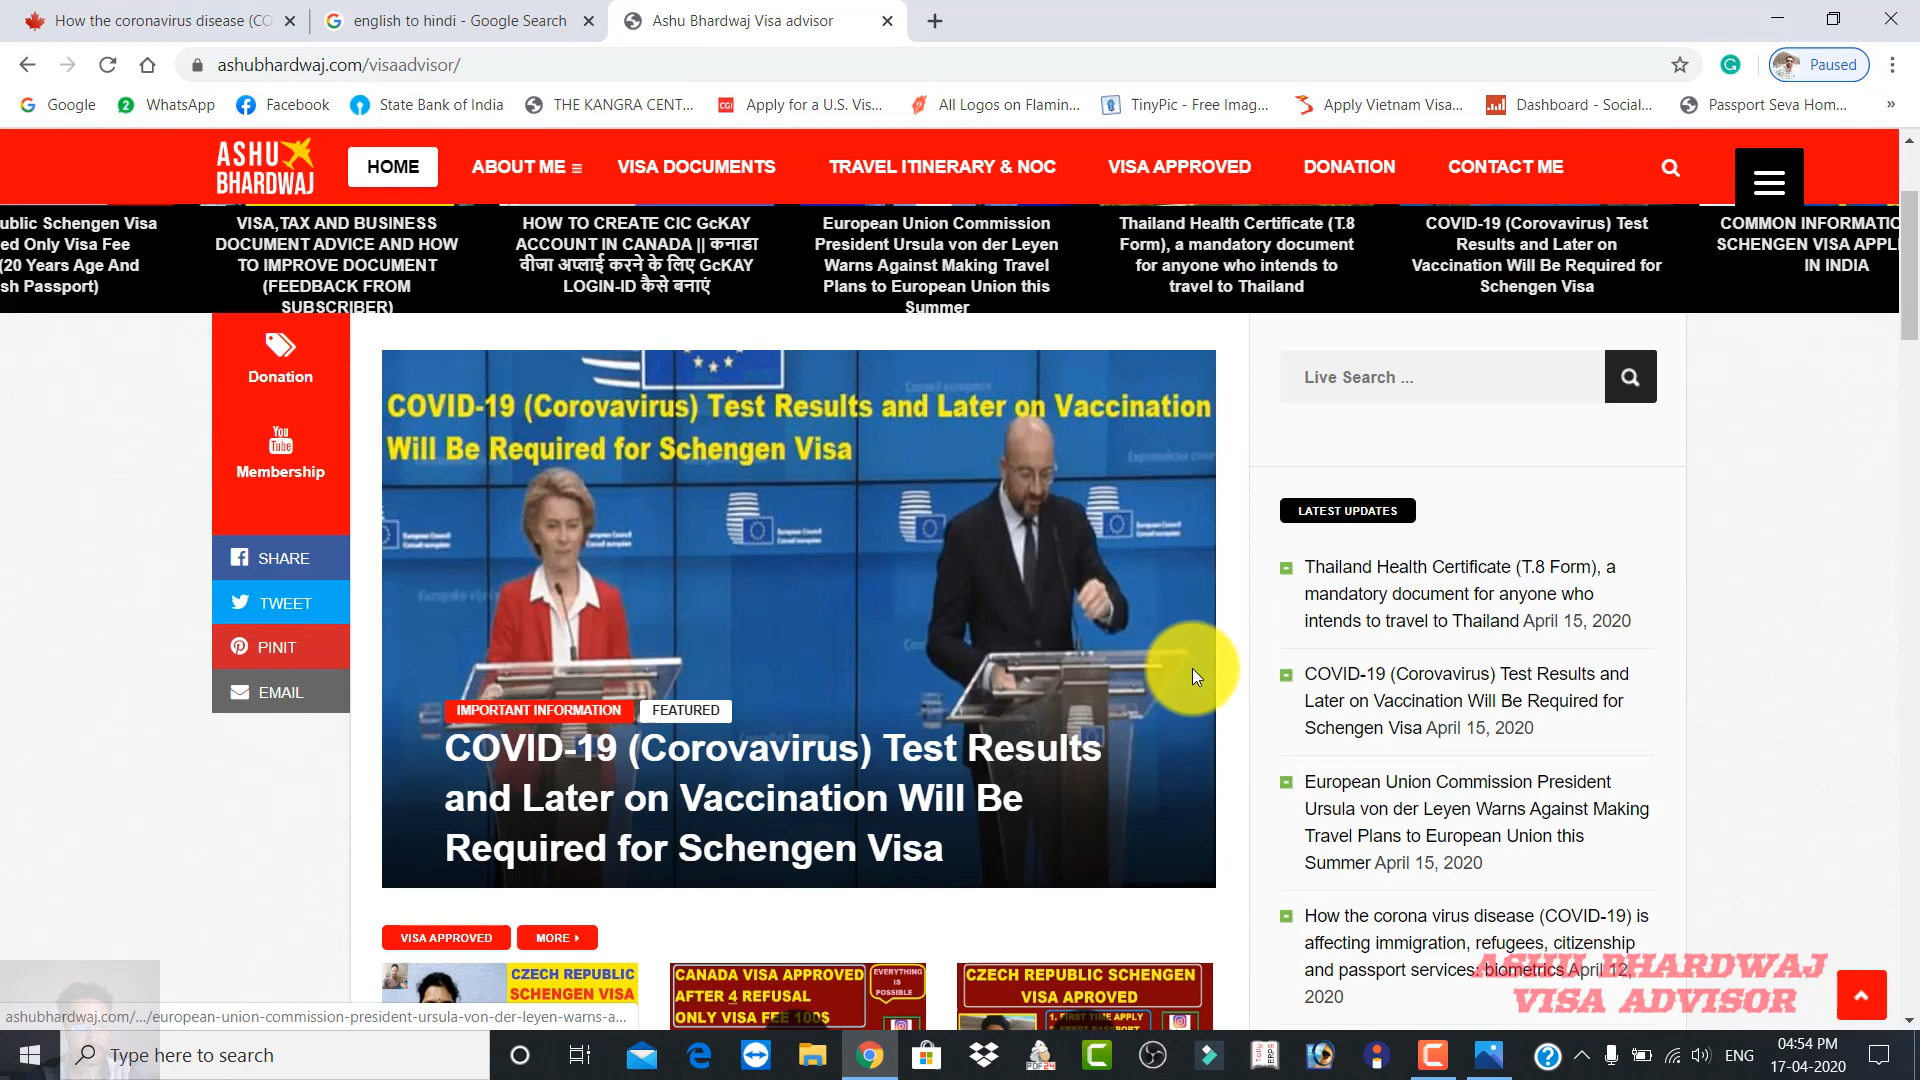 How the coronavirus disease (CO
english to hindi - Google Search
Ashu Bhardwaj Visa advisor
ashubhardwaj.com/visaadvisor/
Paused
Google
WhatsApp
Facebook
State Bank of India
THE KANGRA CENT...
Apply for a U.S. Vis...
All Logos on Flamin...
TinyPic - Free Imag...
Apply Vietnam Visa...
Dashboard - Social...
Passport Seva Hom...
»
ASHU
BHARDWAJ
HOME
ABOUT ME
VISA DOCUMENTS
TRAVEL ITINERARY & NOC
VISA APPROVED
DONATION
CONTACT ME
ublic Schengen Visa
ed Only Visa Fee
(20 Years Age And
sh Passport)
VISA,TAX AND BUSINESS
DOCUMENT ADVICE AND HOW
TO IMPROVE DOCUMENT
(FEEDBACK FROM
SUBSCRIBER)
HOW TO CREATE CIC GcKAY
ACCOUNT IN CANADA || कनाडा
वीजा अप्लाई करने के लिए GcKAY
LOGIN-ID कैसे बनाएं
European Union Commission
President Ursula von der Leyen
Warns Against Making Travel
Plans to European Union this
Summer
Thailand Health Certificate (T.8
Form), a mandatory document
for anyone who intends to
travel to Thailand
COVID-19 (Corovavirus) Test
Results and Later on
Vaccination Will Be Required for
Schengen Visa
COMMON INFORMATIO
SCHENGEN VISA APPL
IN INDIA
Donation
You
Tube
Membership
SHARE
TWEET
PINIT
EMAIL
COVID-19 (Corovavirus) Test Results and Later on Vaccination
Will Be Required for Schengen Visa
IMPORTANT INFORMATION
FEATURED
COVID-19 (Corovavirus) Test Results
and Later on Vaccination Will Be
Required for Schengen Visa
Live Search ...
LATEST UPDATES
Thailand Health Certificate (T.8 Form), a
mandatory document for anyone who
intends to travel to Thailand April 15, 2020
COVID-19 (Corovavirus) Test Results and
Later on Vaccination Will Be Required for
Schengen Visa April 15, 2020
European Union Commission President
Ursula von der Leyen Warns Against Making
Travel Plans to European Union this
Summer April 15, 2020
How the corona virus disease (COVID-19) is
affecting immigration, refugees, citizenship
and passport services: biometrics April 12,
2020
ASHU BHARDWAJ
VISA ADVISOR
VISA APPROVED
MORE
CZECH REPUBLIC
SCHENGEN VISA
CANADA VISA APPROVED
AFTER 4 REFUSAL
ONLY VISA FEE 100$
EVERYTHING
IS
POSSIBLE
CZECH REPUBLIC SCHENGEN
VISA APROVED
1. FIRST TIME APPLY
ashubhardwaj.com/.../european-union-commission-president-ursula-von-der-leyen-warns-a...
Type here to search
ENG
04:54 PM
17-04-2020